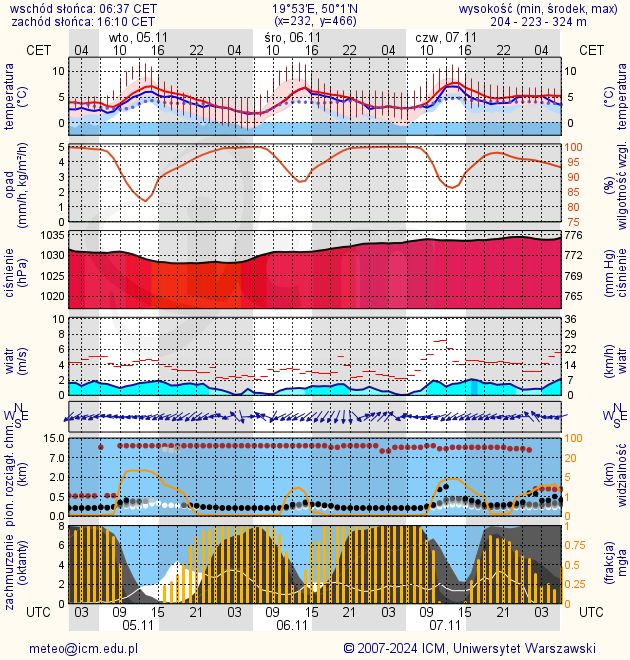 wschód słońca: 06:37 CET
zachód słońca: 16:10 CET
19°53'E, 50°1'N
(x=232, y=466)
wysokość (min, środek, max)
204 - 223 - 324 m
wto, 05.11 śro, 06.11 czw, 07.11
CET 04 10 16 22 04 10 16 22 04 10 16 22 04 CET
temperatura (°C)
10
5
0
10
5
0
temperatura (°C)
opad (mm/h, kg/m²/h)
5
4
3
2
1
0
100
95
90
85
80
75
(%) wilgotność wzgl.
ciśnienie (hPa)
1035
1030
1025
1020
776
772
769
765
(mm Hg) ciśnienie
wiatr (m/s)
10
8
6
4
2
0
36
29
22
14
7
0
(km/h) wiatr
N
W E
S
N
W E
S
pion. rozciągł. chm. (km)
15.0
7.0
2.0
0.5
0.0
100
20
5
1
0
(km) widzialność
zachmurzenie (oktanty)
8
6
4
2
0
1
0.75
0.5
0.25
0
(frakcja) mgła
UTC 03 09 15 21 03 09 15 21 03 09 15 21 03 UTC
05.11 06.11 07.11
meteo@icm.edu.pl
© 2007-2024 ICM, Uniwersytet Warszawski